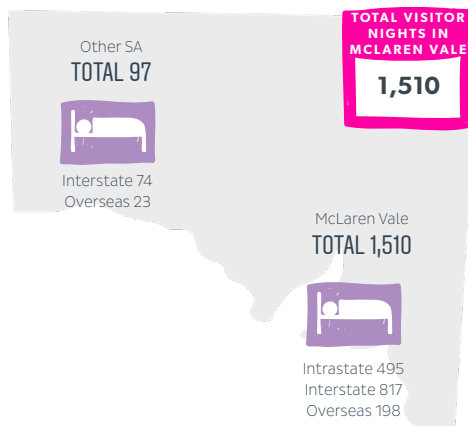 TOTAL VISITOR
NIGHTS IN
MCLAREN VALE
1,510
Other SA
TOTAL 97
Interstate 74
Overseas 23
McLaren Vale
TOTAL 1,510
Intrastate 495
Interstate 817
Overseas 198